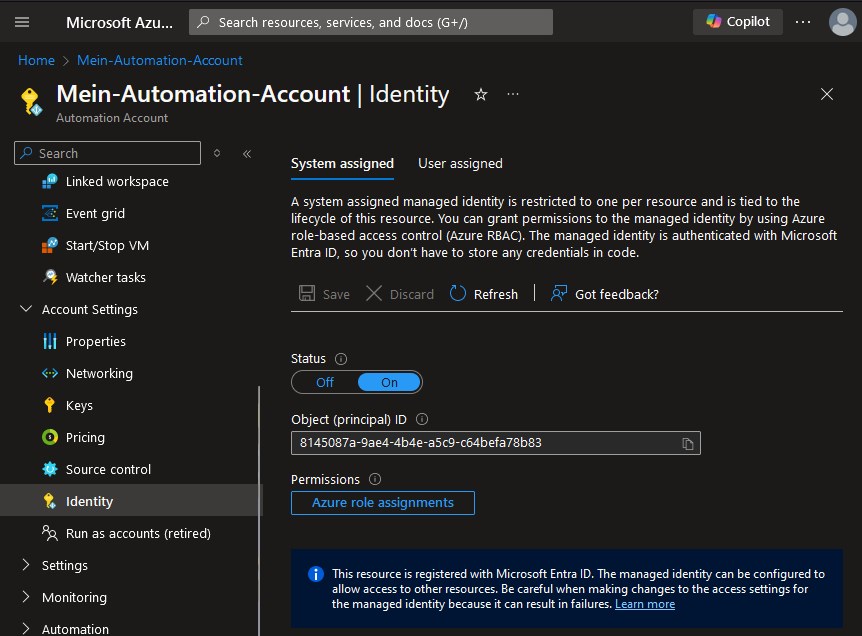 Microsoft Azu...
Search resources, services, and docs (G+/)
Copilot
...
Home > Mein-Automation-Account
Mein-Automation-Account | Identity
...
Automation Account
Search
Linked workspace
Event grid
Start/Stop VM
Watcher tasks
Account Settings
Properties
Networking
Keys
Pricing
Source control
Identity
Run as accounts (retired)
Settings
Monitoring
Automation
System assigned User assigned
A system assigned managed identity is restricted to one per resource and is tied to the
lifecycle of this resource. You can grant permissions to the managed identity by using Azure
role-based access control (Azure RBAC). The managed identity is authenticated with Microsoft
Entra ID, so you don't have to store any credentials in code.
Save Discard Refresh | Got feedback?
Status
Off On
Object (principal) ID
8145087a-9ae4-4b4e-a5c9-c64befa78b83
Permissions
Azure role assignments
This resource is registered with Microsoft Entra ID. The managed identity can be configured to
allow access to other resources. Be careful when making changes to the access settings for
the managed identity because it can result in failures. Learn more